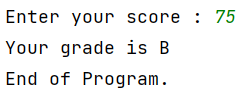 Enter your score : 75
Your grade is B
End of Program.